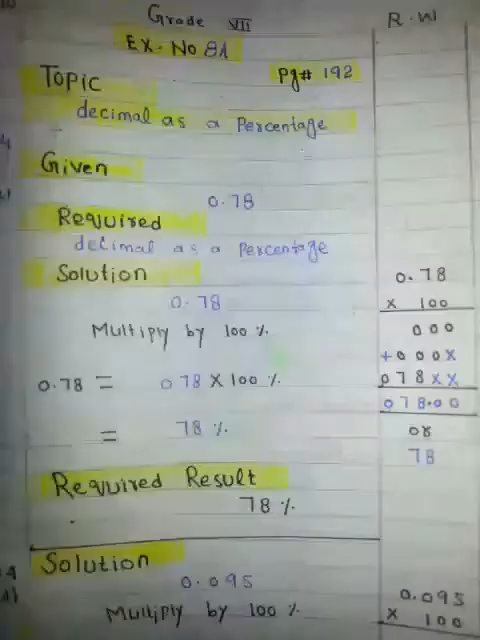 Grade VII
R.W
Ex. No 8A
Pg# 192
Topic
decimal as a Percentage
Given
0.78
Required
decimal as a Percentage
Solution
0.78
Multiply by 100 %
0.78 = 0.78 X 100 %
= 78 %
0.78
x 100
000
+000x
078xx
078.00
or
78
Required Result
78 %
Solution
0.095
Multiply by 100 %
0.095
x 100